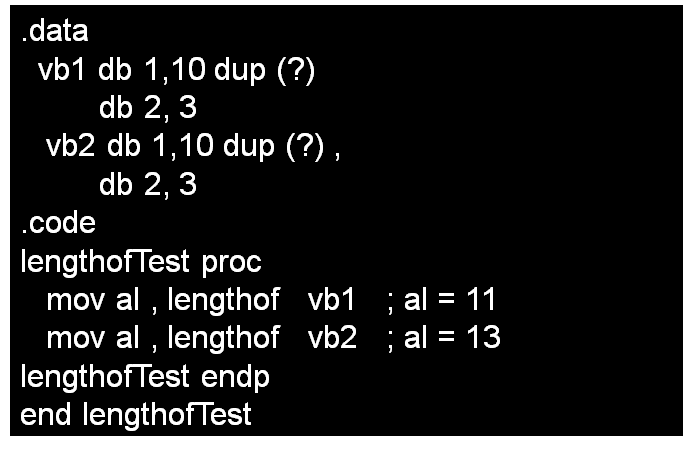 .data
vb1 db 1,10 dup (?)
db 2, 3
vb2 db 1,10 dup (?) ,
db 2, 3
.code
lengthofTest proc
mov al , lengthof vb1 ; al = 11
mov al , lengthof vb2 ; al = 13
lengthofTest endp
end lengthofTest